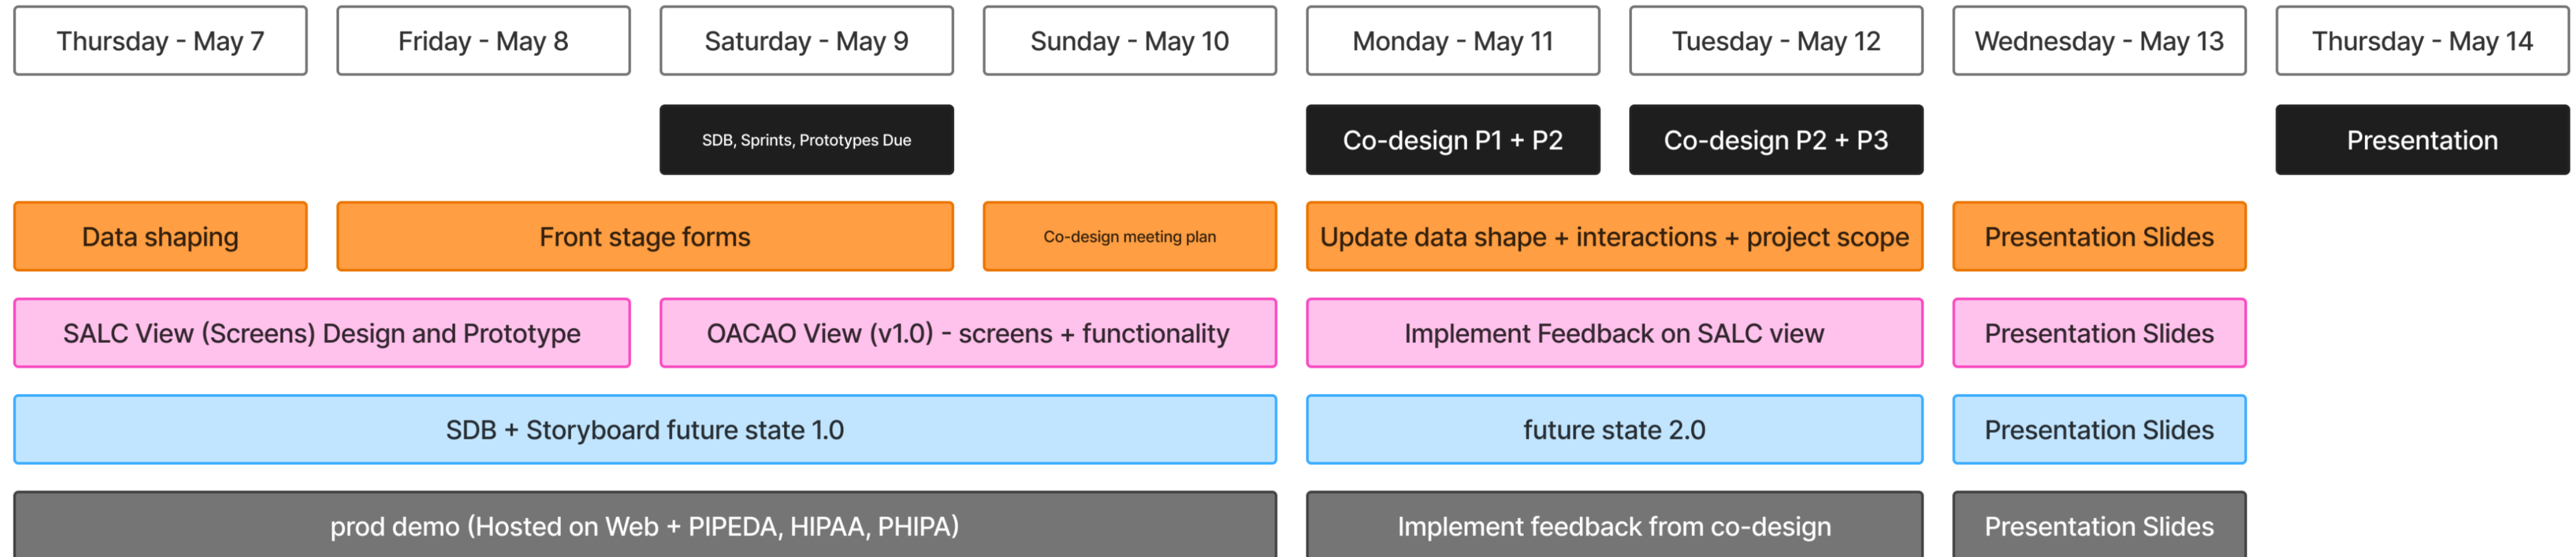 Thursday - May 7
Friday - May 8
Saturday - May 9
Sunday - May 10
Monday - May 11
Tuesday - May 12
Wednesday - May 13
Thursday - May 14
SDB, Sprints, Prototypes Due
Co-design P1 + P2
Co-design P2 + P3
Presentation
Data shaping
Front stage forms
Co-design meeting plan
Update data shape + interactions + project scope
Presentation Slides
SALC View (Screens) Design and Prototype
OACAO View (v1.0) - screens + functionality
Implement Feedback on SALC view
Presentation Slides
SDB + Storyboard future state 1.0
future state 2.0
Presentation Slides
prod demo (Hosted on Web + PIPEDA, HIPAA, PHIPA)
Implement feedback from co-design
Presentation Slides